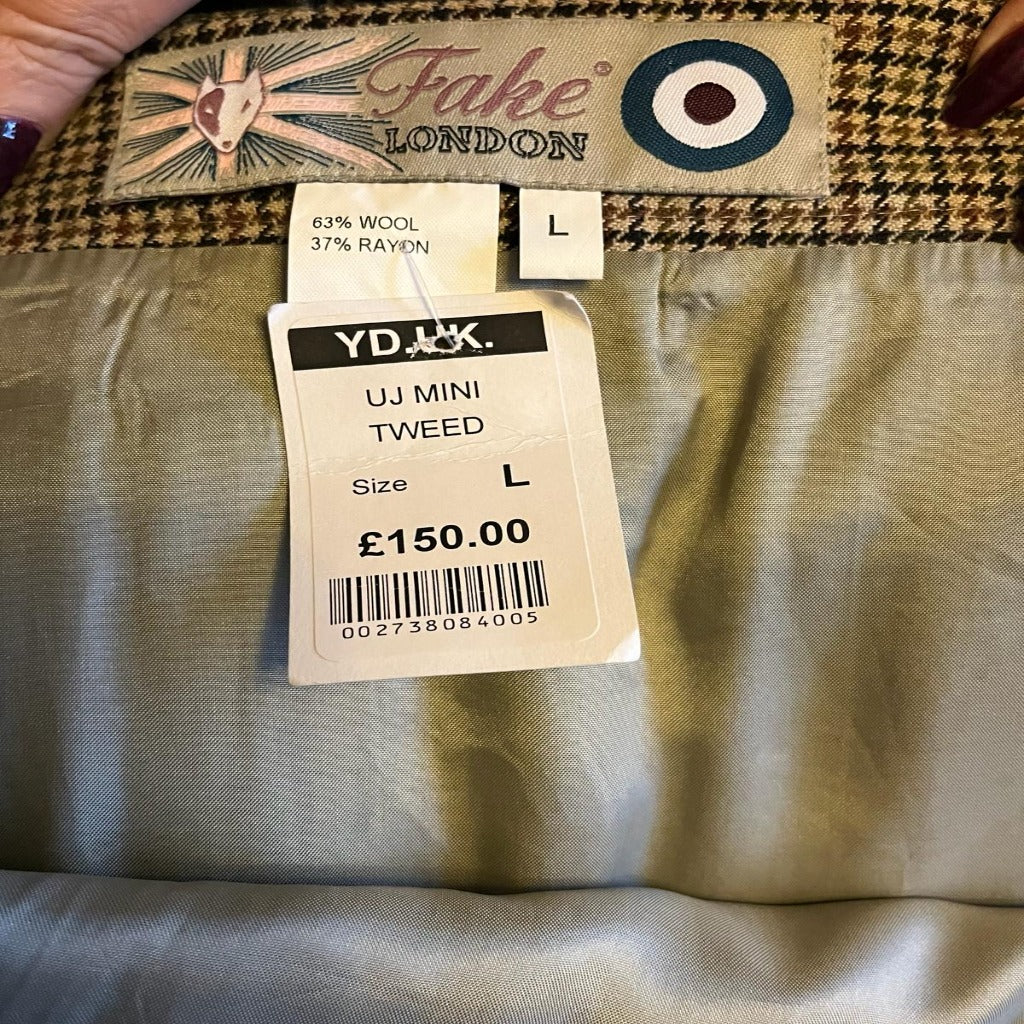 Fake®
LONDON
63% WOOL
37% RAYON
L
YD.UK.
UJ MINI
TWEED
Size L
£150.00
002738084005